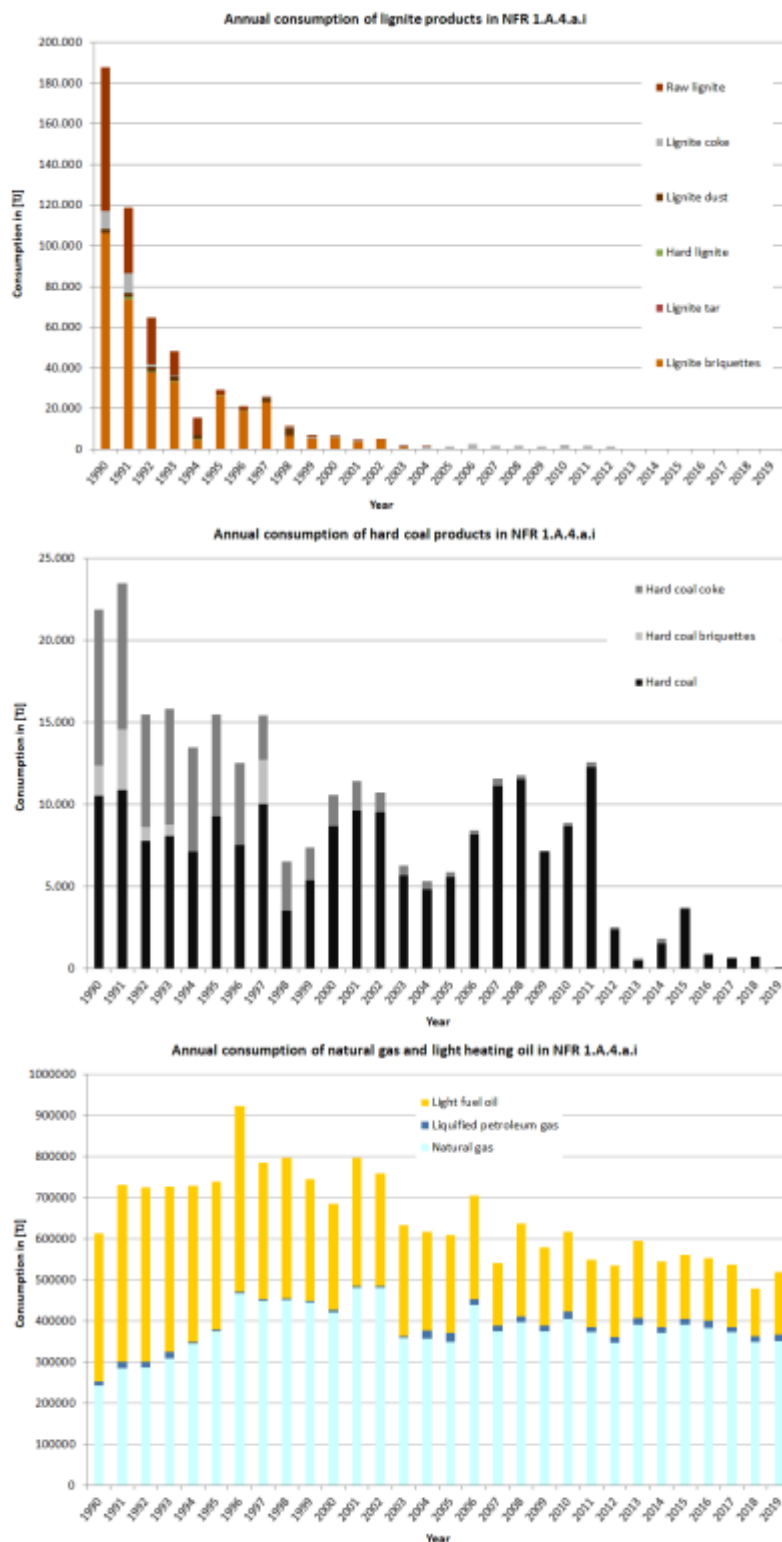 Annual consumption of lignite products in NFR 1.A.4.a.i
200.000
180.000
160.000
140.000
120.000
100.000
80.000
60.000
40.000
20.000
0
Consumption in [TJ]
Raw lignite
Lignite coke
Lignite dust
Hard lignite
Lignite tar
Lignite briquettes
1990 1991 1992 1993 1994 1995 1996 1997 1998 1999 2000 2001 2002 2003 2004 2005 2006 2007 2008 2009 2010 2011 2012 2013 2014 2015 2016 2017 2018 2019
Year
Annual consumption of hard coal products in NFR 1.A.4.a.i
25.000
20.000
15.000
10.000
5.000
0
Consumption in [TJ]
Hard coal coke
Hard coal briquettes
Hard coal
1990 1991 1992 1993 1994 1995 1996 1997 1998 1999 2000 2001 2002 2003 2004 2005 2006 2007 2008 2009 2010 2011 2012 2013 2014 2015 2016 2017 2018 2019
Year
Annual consumption of natural gas and light heating oil in NFR 1.A.4.a.i
1000000
900000
800000
700000
600000
500000
400000
300000
200000
100000
0
Consumption in [TJ]
Light fuel oil
Liquified petroleum gas
Natural gas
1990 1991 1992 1993 1994 1995 1996 1997 1998 1999 2000 2001 2002 2003 2004 2005 2006 2007 2008 2009 2010 2011 2012 2013 2014 2015 2016 2017 2018 2019
Year